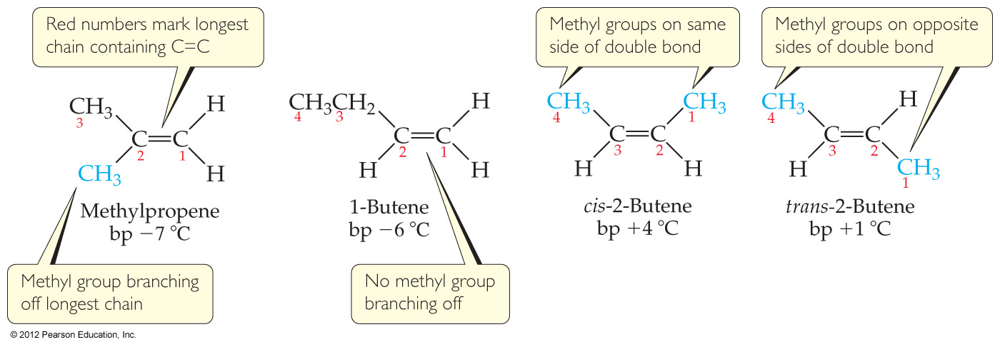 Red numbers mark longest
chain containing C=C
CH₃
3
C=C
2
1
H
H
CH₃
Methylpropene
bp −7 °C
Methyl group branching
off longest chain
CH₃CH₂
4
3
H
C=C
2
1
H
H
1-Butene
bp −6 °C
No methyl group
branching off
Methyl groups on same
side of double bond
CH₃
4
CH₃
1
C=C
3
2
H
H
cis-2-Butene
bp +4 °C
Methyl groups on opposite
sides of double bond
CH₃
4
H
C=C
3
2
H
CH₃
1
trans-2-Butene
bp +1 °C
© 2012 Pearson Education, Inc.